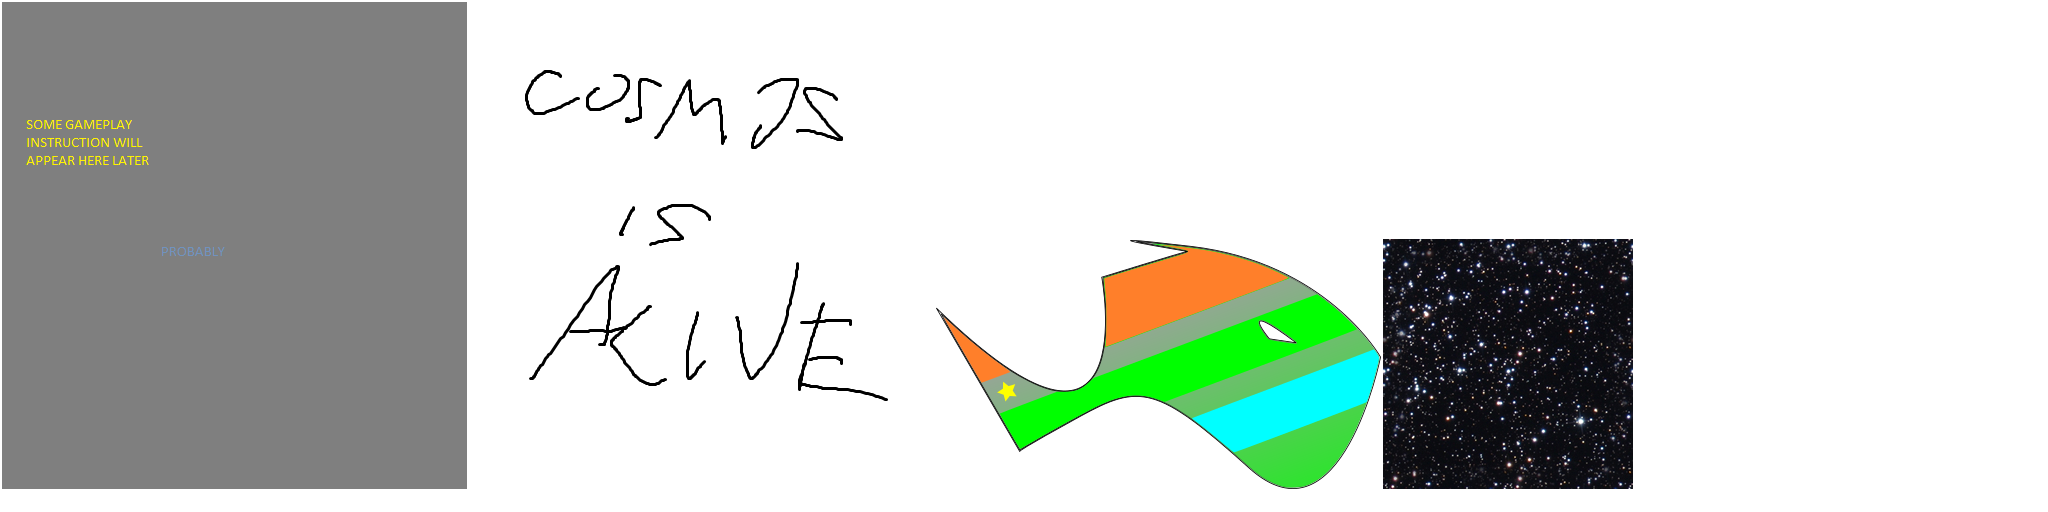 SOME GAMEPLAY
INSTRUCTION WILL
APPEAR HERE LATER
PROBABLY
COSMOS
IS
ALIVE